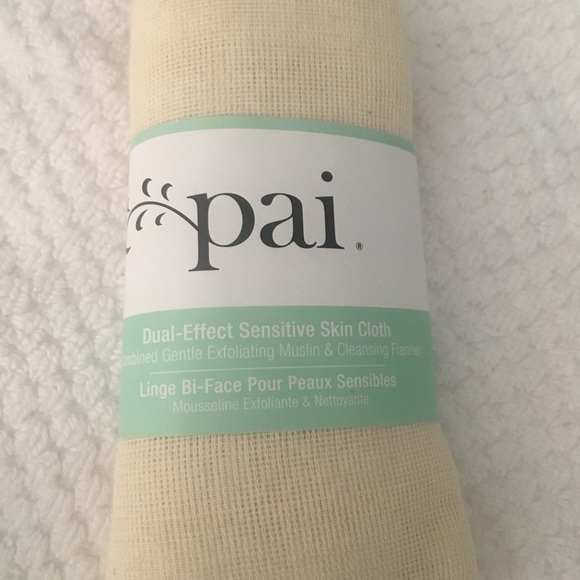 pai®
Dual-Effect Sensitive Skin Cloth
Gentle Exfoliating Muslin & Cleansing Flannel
Linge Bi-Face Pour Peaux Sensibles
Mousseline Exfoliante & Nettoyante